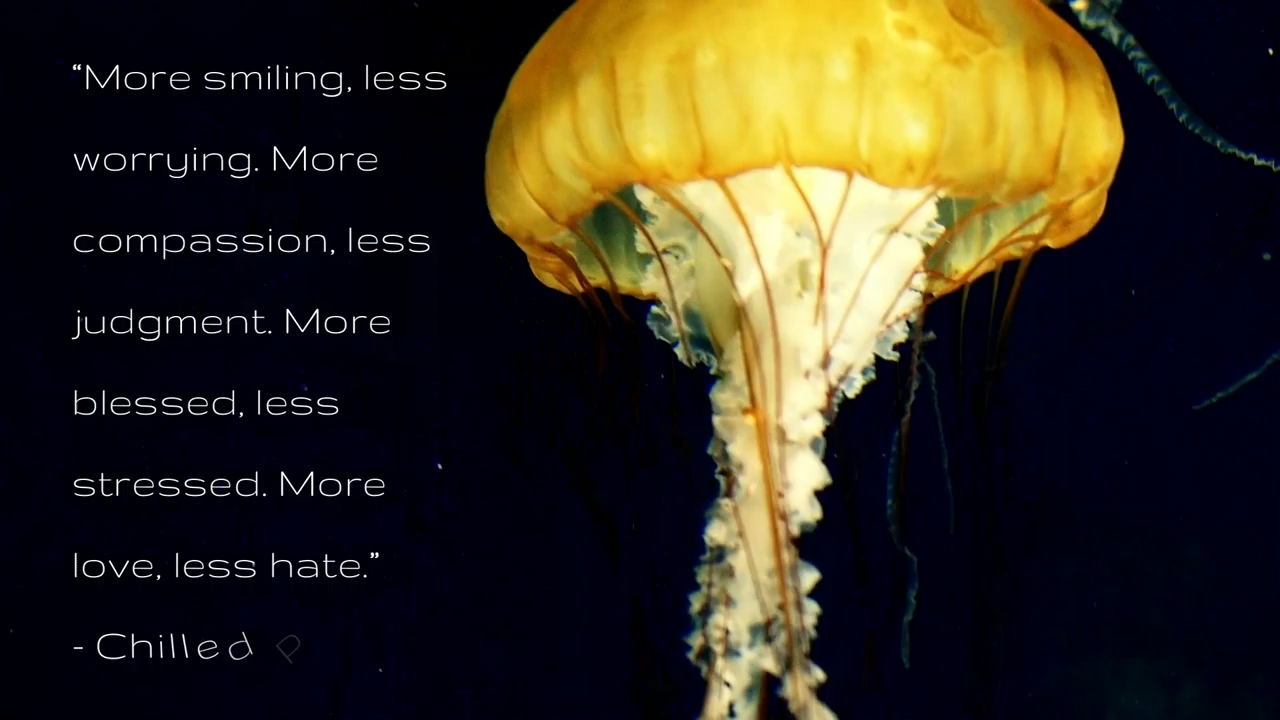 “More smiling, less
worrying. More
compassion, less
judgment. More
blessed, less
stressed. More
love, less hate.”
- Chilled P